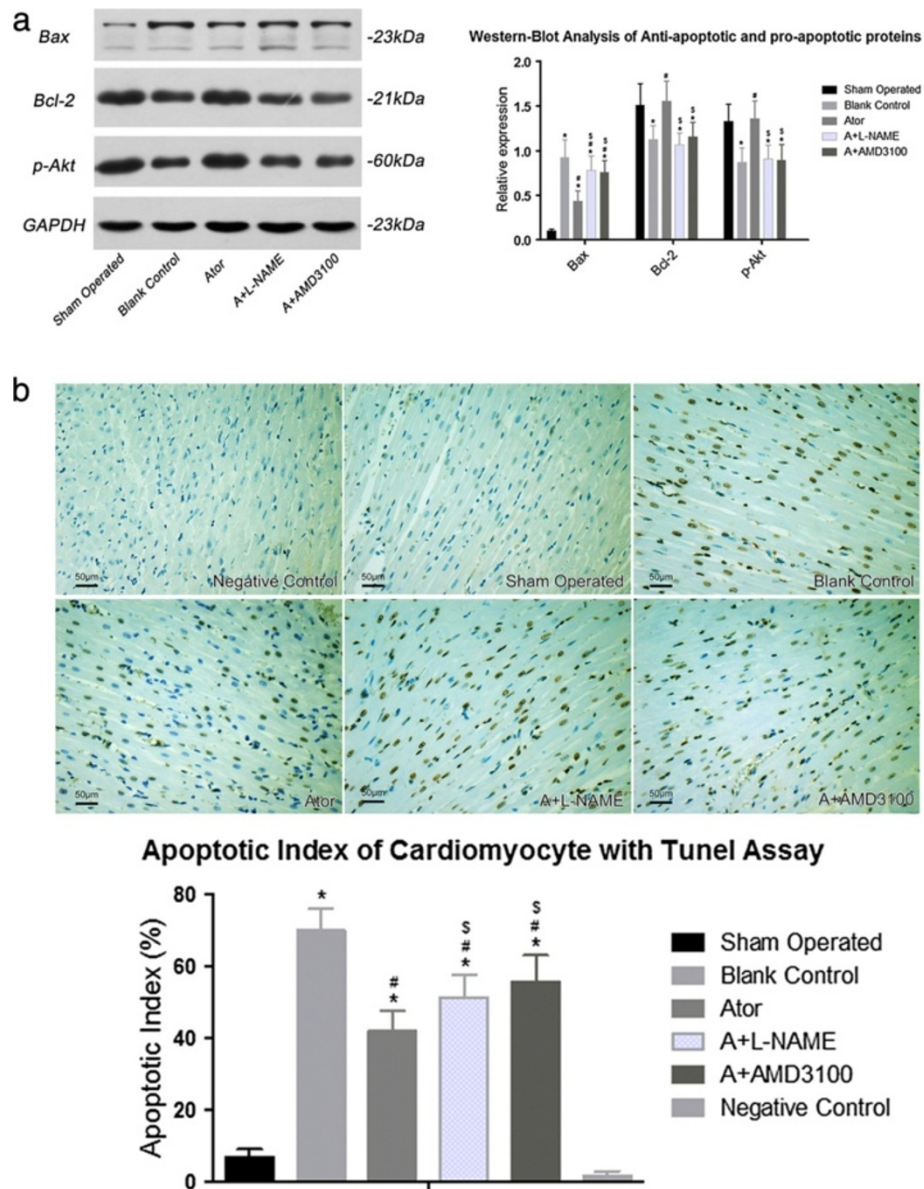 a
Bax
-23kDa
Bcl-2
-21kDa
p-Akt
-60kDa
GAPDH
-23kDa
Sham Operated
Blank Control
Ator
A+L-NAME
A+AMD3100
Western-Blot Analysis of Anti-apoptotic and pro-apoptotic proteins
Relative expression
2.0
1.5
1.0
0.5
0.0
* # * # $ * # $ *
* # $ * $ *
* # $ * $ *
Bax
Bcl-2
p-Akt
Sham Operated
Blank Control
Ator
A+L-NAME
A+AMD3100
b
50μm
Negative Control
50μm
Sham Operated
50μm
Blank Control
50μm
Ator
50μm
A+L-NAME
50μm
A+AMD3100
Apoptotic Index of Cardiomyocyte with Tunel Assay
Apoptotic Index (%)
80
60
40
20
0
* # * $ # * $ # *
Sham Operated
Blank Control
Ator
A+L-NAME
A+AMD3100
Negative Control